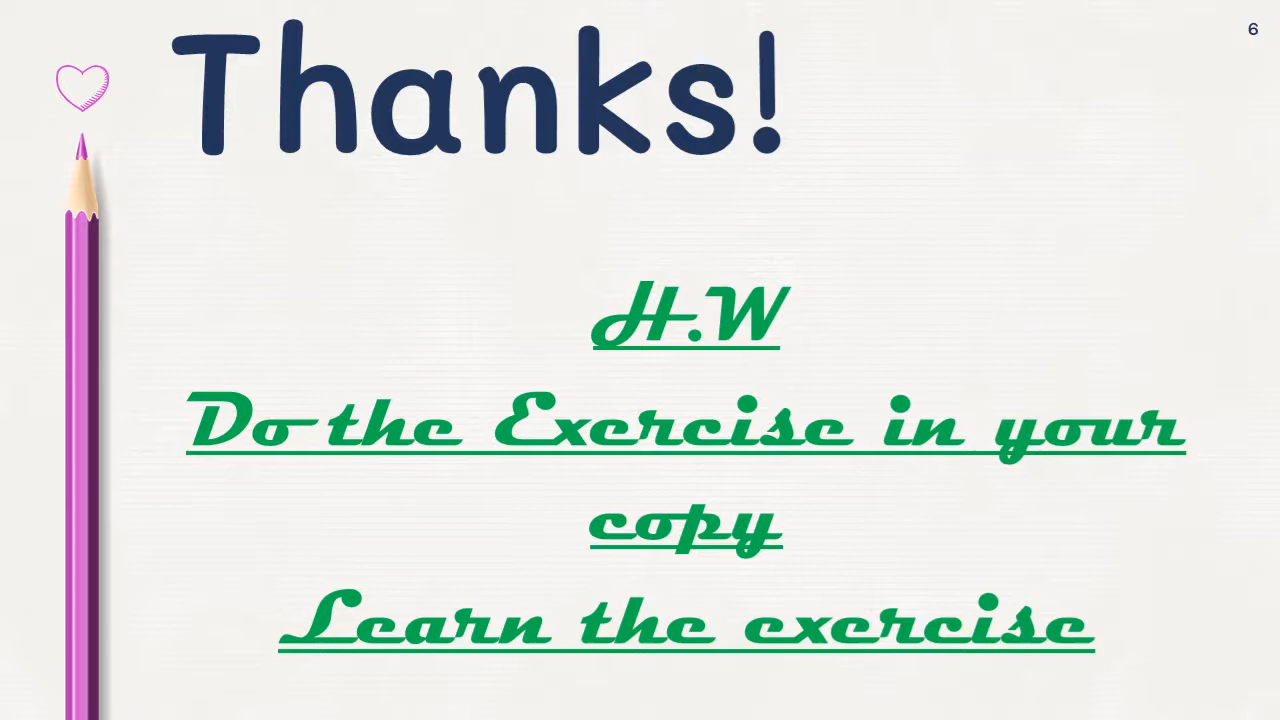 6
Thanks!
H.W
Do the Exercise in your
copy
Learn the exercise